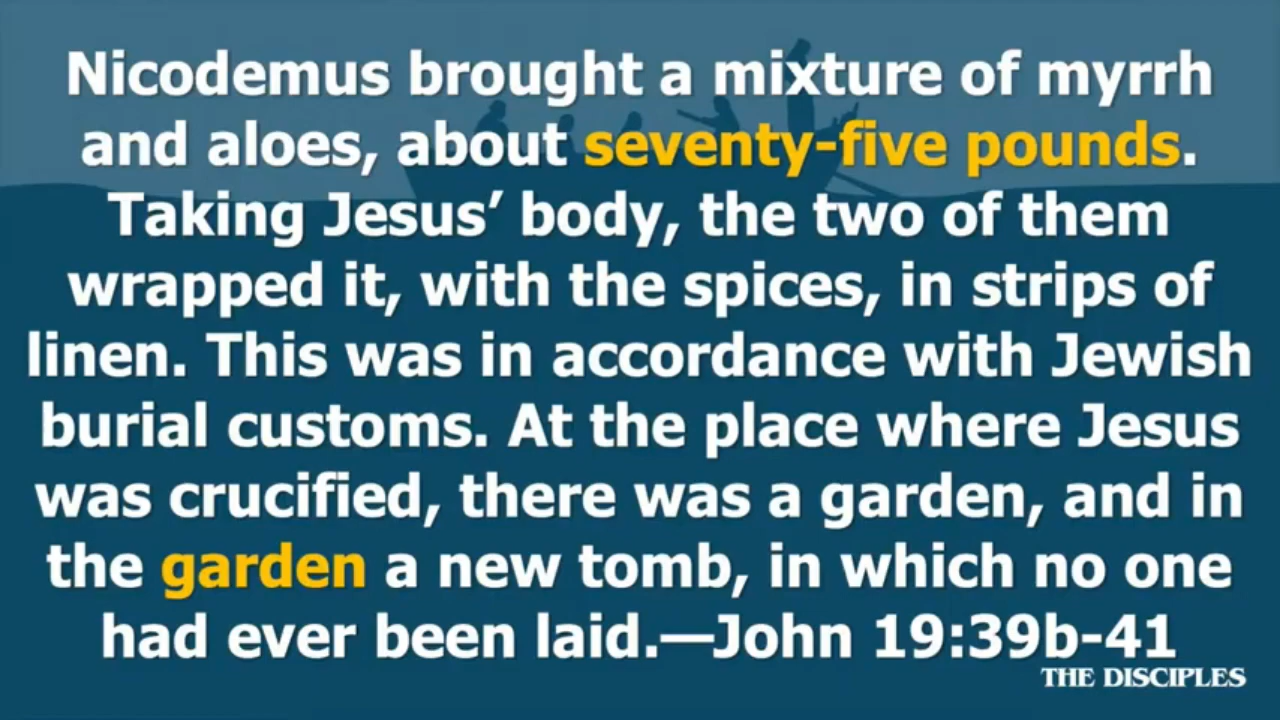 Nicodemus brought a mixture of myrrh
and aloes, about seventy-five pounds.
Taking Jesus’ body, the two of them
wrapped it, with the spices, in strips of
linen. This was in accordance with Jewish
burial customs. At the place where Jesus
was crucified, there was a garden, and in
the garden a new tomb, in which no one
had ever been laid.—John 19:39b-41
THE DISCIPLES